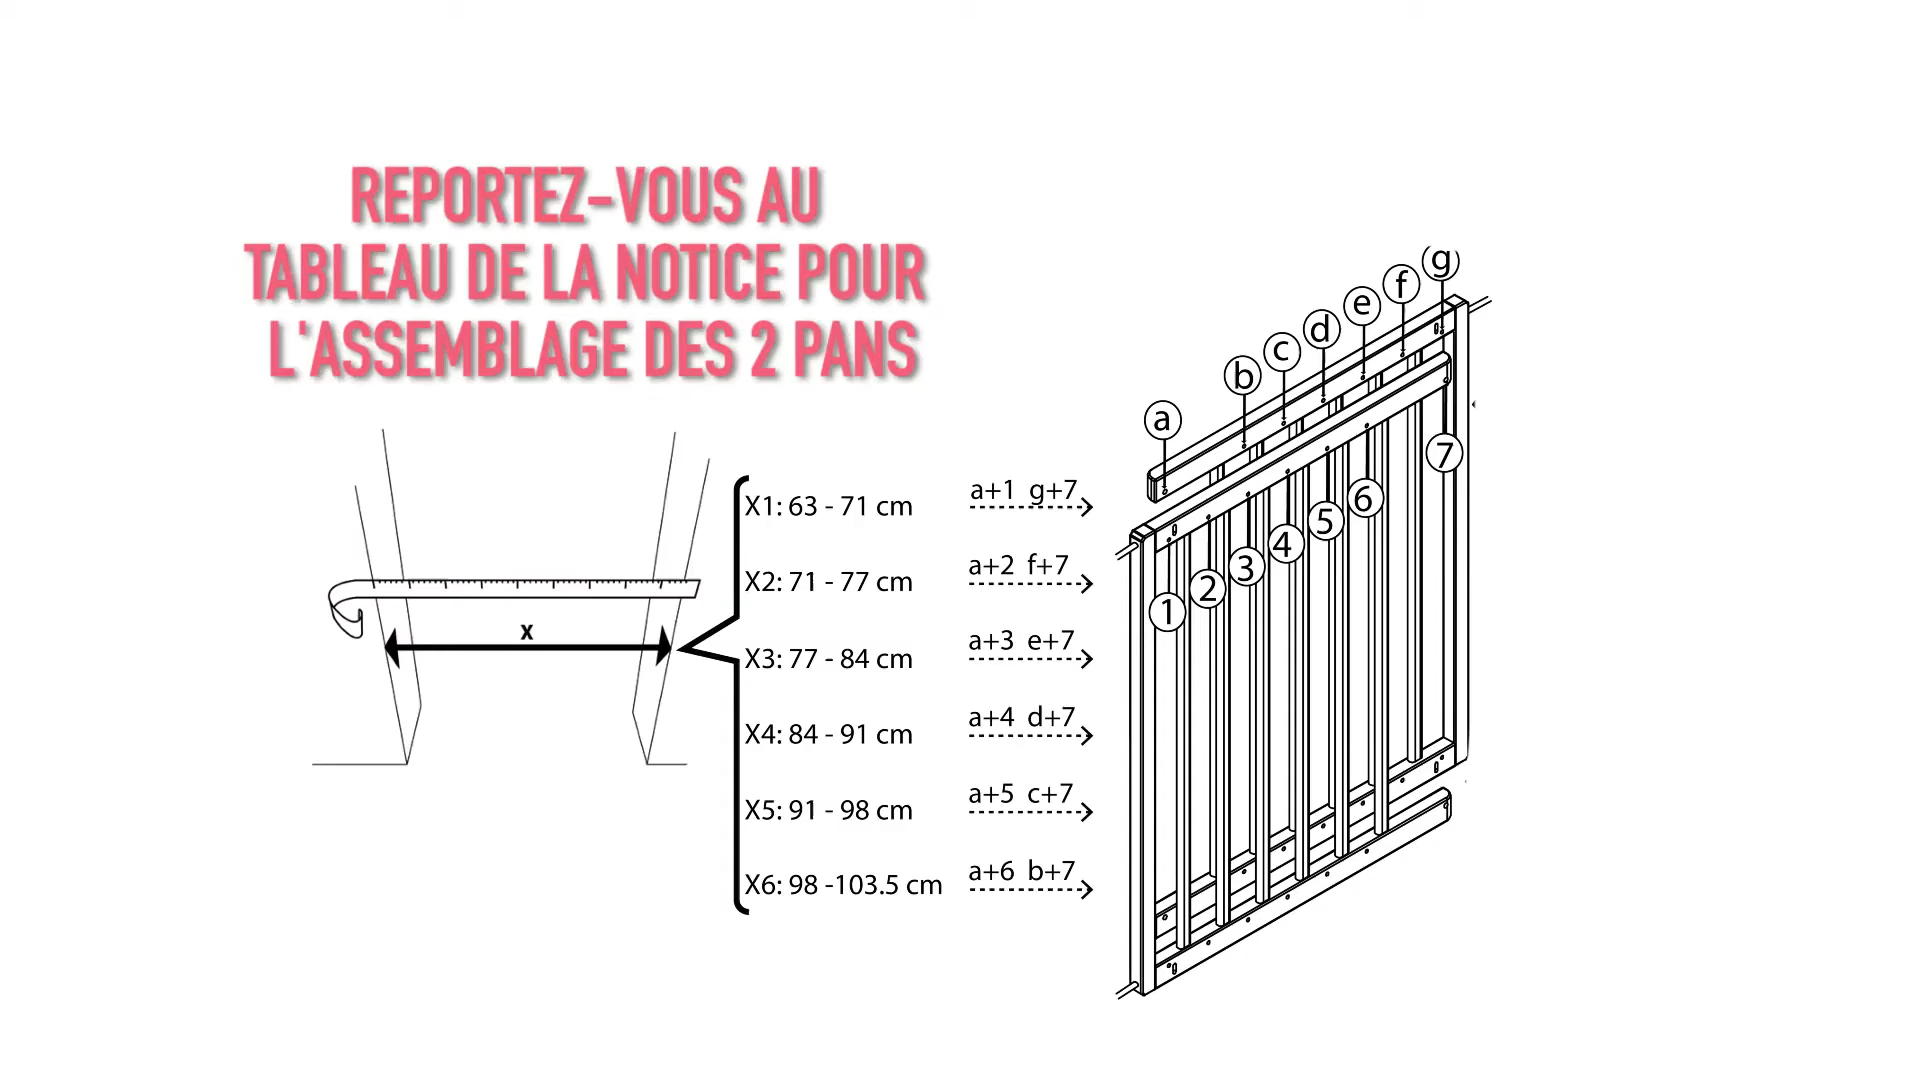 REPORTEZ-VOUS AU
TABLEAU DE LA NOTICE POUR
L'ASSEMBLAGE DES 2 PANS
X
X1: 63 - 71 cm a+1 g+7
X2: 71 - 77 cm a+2 f+7
X3: 77 - 84 cm a+3 e+7
X4: 84 - 91 cm a+4 d+7
X5: 91 - 98 cm a+5 c+7
X6: 98 -103.5 cm a+6 b+7
a
b
c
d
e
f
g
1
2
3
4
5
6
7